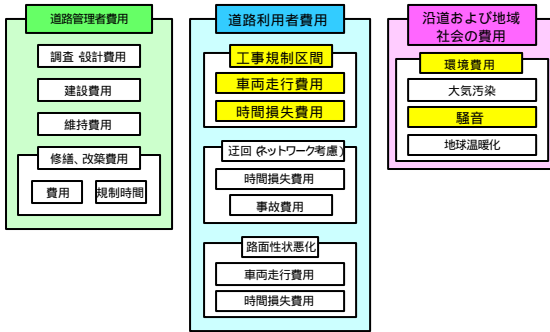 道路管理者費用
調査・設計費用
建設費用
維持費用
修繕、改築費用
費用
規制時間
道路利用者費用
工事規制区間
車両走行費用
時間損失費用
迂回(ネットワーク考慮)
時間損失費用
事故費用
路面性状悪化
車両走行費用
時間損失費用
沿道および地域
社会の費用
環境費用
大気汚染
騒音
地球温暖化